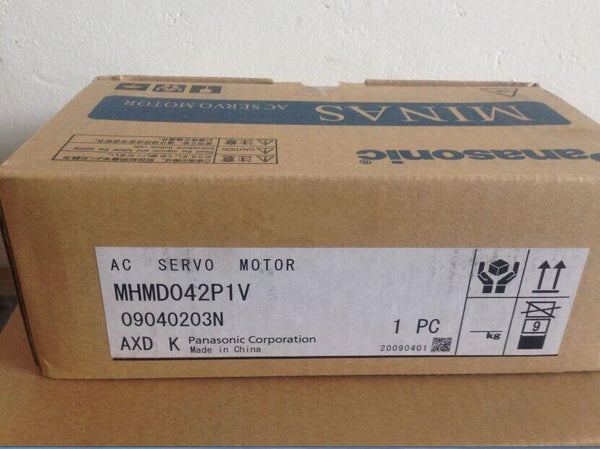 MINAS
AC SERVO MOTOR
Panasonic
CAUTION
AC SERVO MOTOR
MHMD042P1V
09040203N
1 PC
AXD K Panasonic Corporation
Made in China
20090401
kg
9